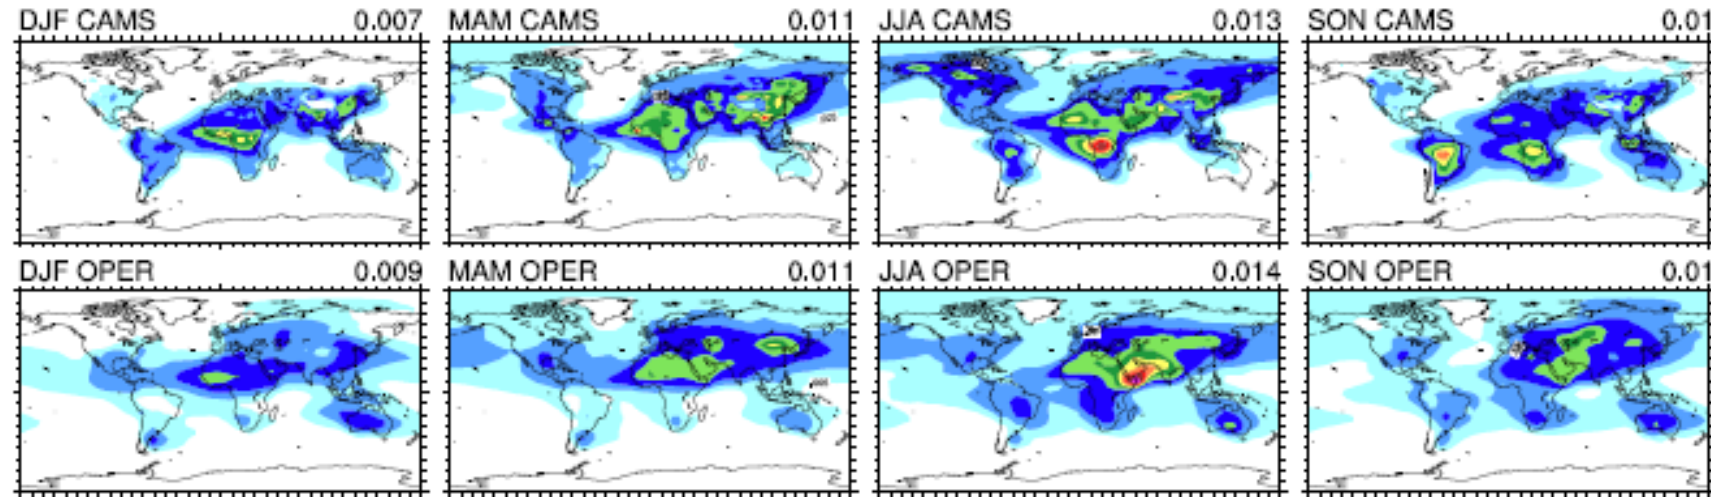 DJF CAMS 0.007 MAM CAMS 0.011 JJA CAMS 0.013 SON CAMS 0.01
DJF OPER 0.009 MAM OPER 0.011 JJA OPER 0.014 SON OPER 0.01